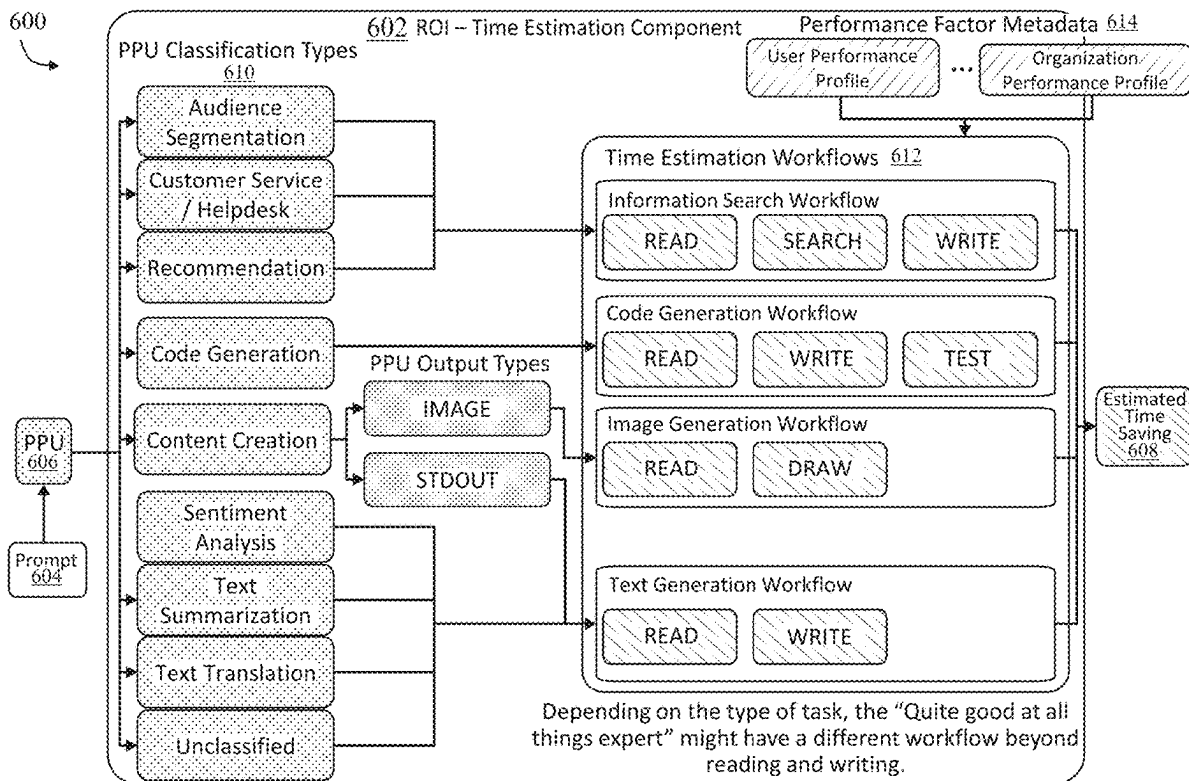 600
602 ROI – Time Estimation Component
Performance Factor Metadata 614
User Performance
Profile
...
Organization
Performance Profile
PPU Classification Types
610
Audience
Segmentation
Customer Service
/ Helpdesk
Recommendation
Code Generation
Content Creation
Sentiment
Analysis
Text
Summarization
Text Translation
Unclassified
PPU
606
Prompt
604
PPU Output Types
IMAGE
STDOUT
Time Estimation Workflows 612
Information Search Workflow
READ SEARCH WRITE
Code Generation Workflow
READ WRITE TEST
Image Generation Workflow
READ DRAW
Text Generation Workflow
READ WRITE
Estimated
Time
Saving
608
Depending on the type of task, the “Quite good at all
things expert” might have a different workflow beyond
reading and writing.